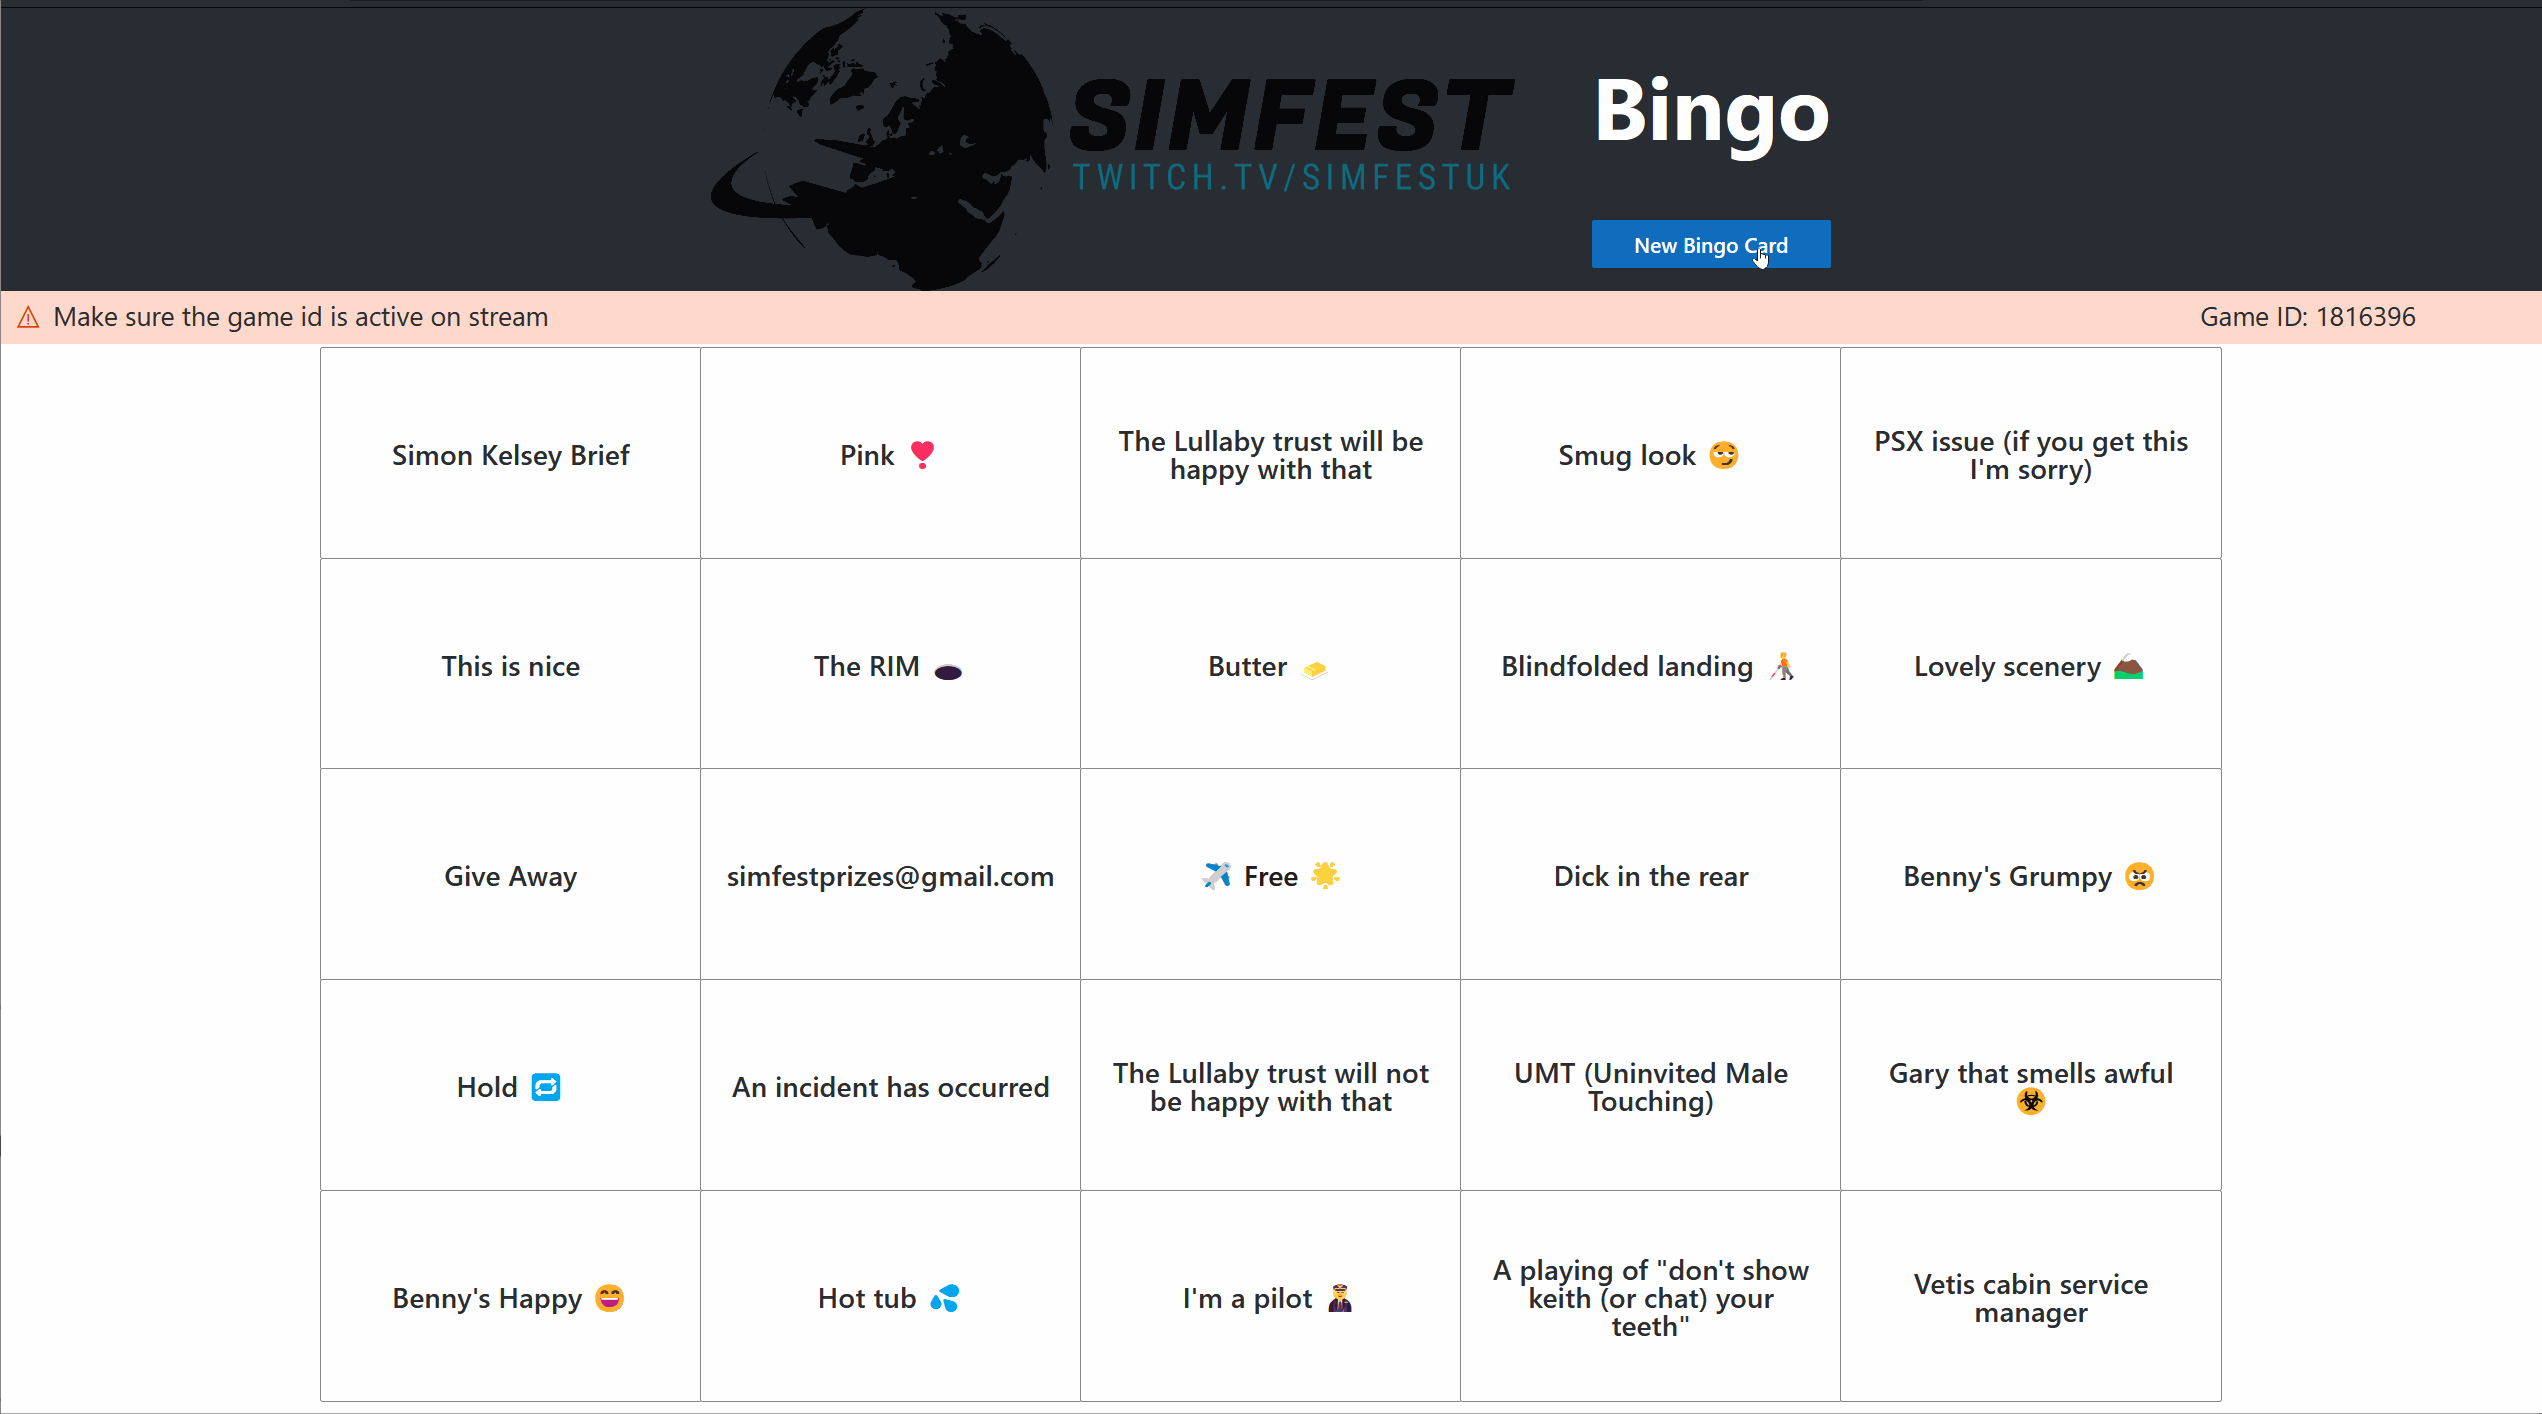 SIMFEST
TWITCH.TV/SIMFESTUK
Bingo
New Bingo Card
Make sure the game id is active on stream
Game ID: 1816396
Simon Kelsey Brief
Pink ❣️
The Lullaby trust will be
happy with that
Smug look 😏
PSX issue (if you get this
I'm sorry)
This is nice
The RIM 🕳️
Butter 🧈
Blindfolded landing 🧑‍🦯
Lovely scenery ⛰️
Give Away
simfestprizes@gmail.com
✈️ Free 🌟
Dick in the rear
Benny's Grumpy 😡
Hold 🔁
An incident has occurred
The Lullaby trust will not
be happy with that
UMT (Uninvited Male
Touching)
Gary that smells awful
☣️
Benny's Happy 😄
Hot tub 💦
I'm a pilot 🧑‍✈️
A playing of "don't show
keith (or chat) your
teeth"
Vetis cabin service
manager